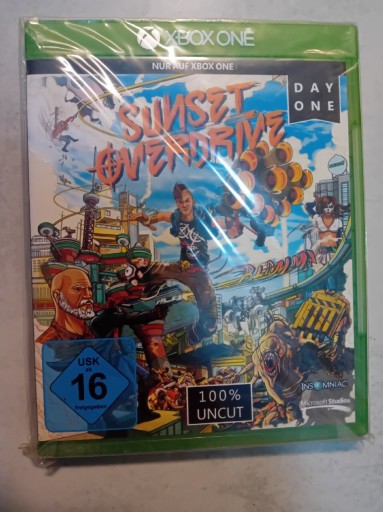 XBOX ONE
NUR AUF XBOX ONE
DAY
ONE
SUNSET
OVERDRIVE
USK
ab
16
freigegeben
100%
UNCUT
INSOMNIAC
Microsoft Studios